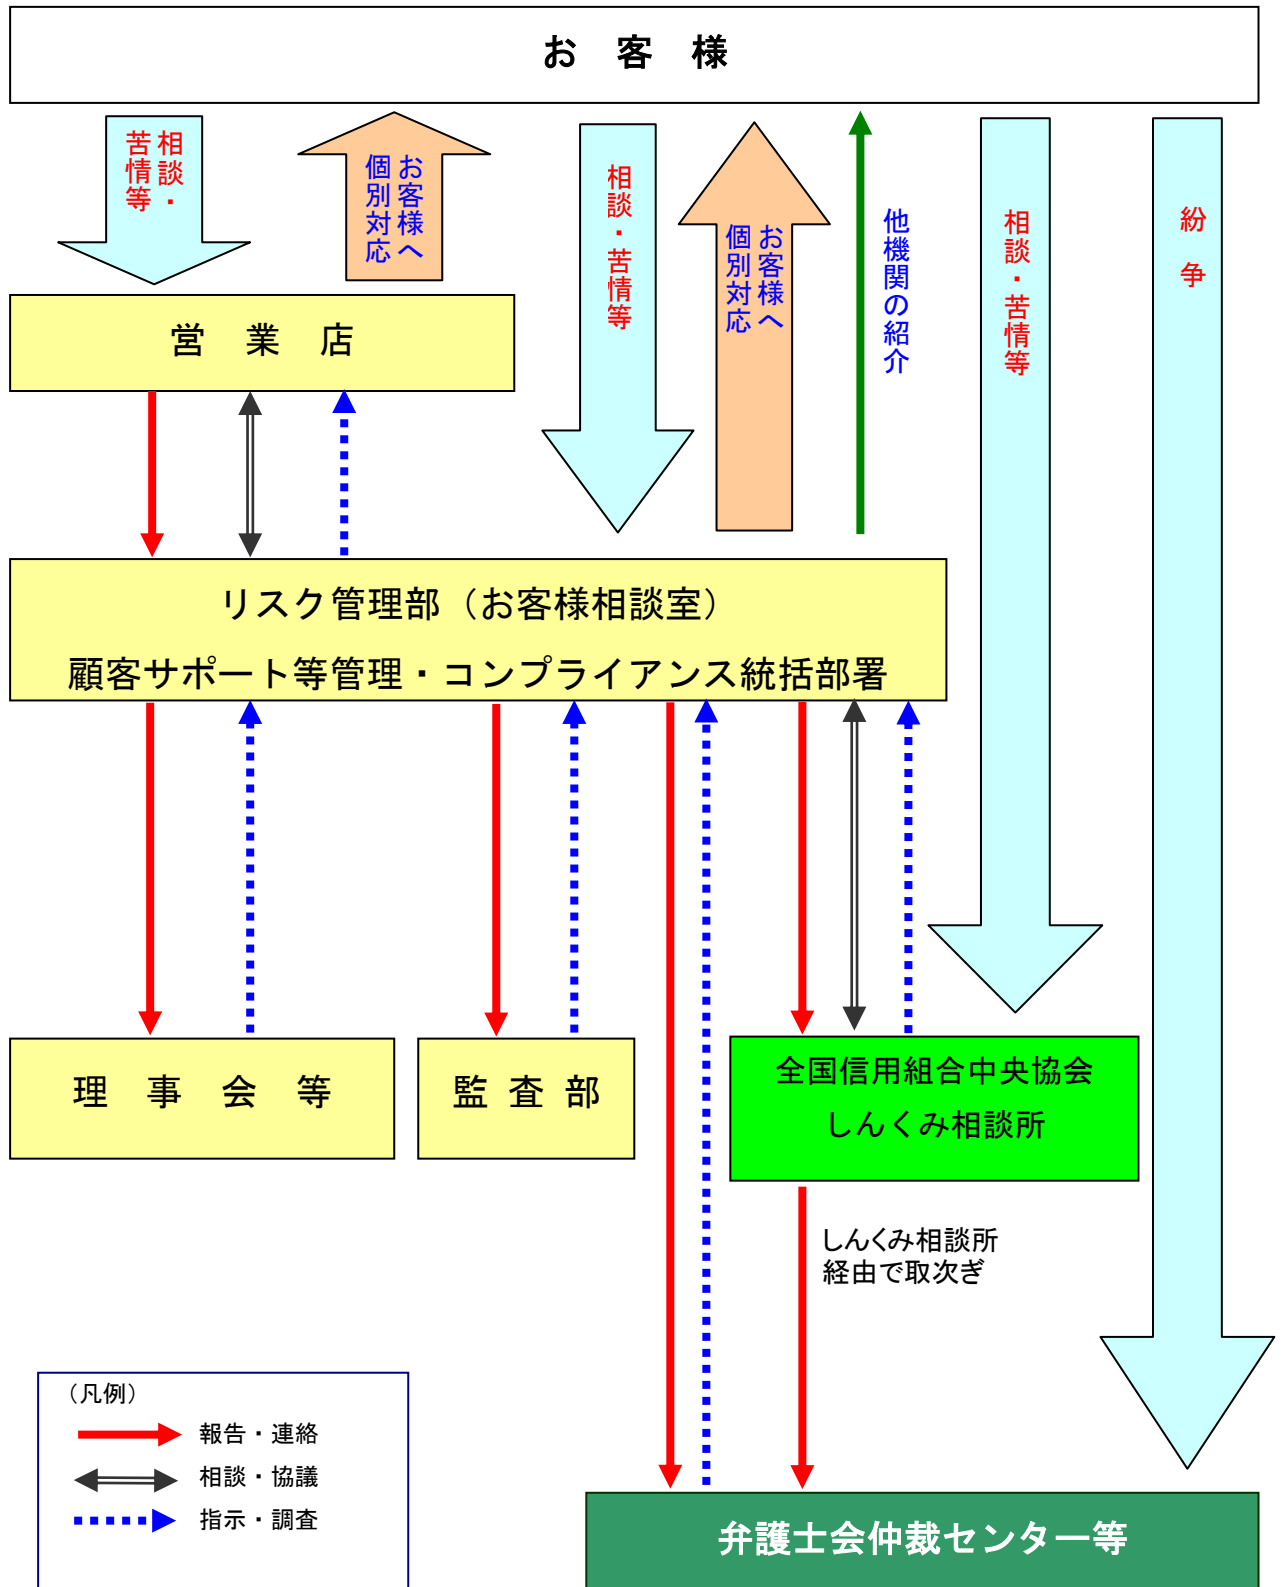 お 客 様
相談・
苦情等
お客様へ
個別対応
相談・苦情等
お客様へ
個別対応
他機関の紹介
相談・苦情等
紛 争
営 業 店
リスク管理部（お客様相談室）
顧客サポート等管理・コンプライアンス統括部署
理 事 会 等
監 査 部
全国信用組合中央協会
しんくみ相談所
しんくみ相談所
経由で取次ぎ
（凡例）
報告・連絡
相談・協議
指示・調査
弁護士会仲裁センター等